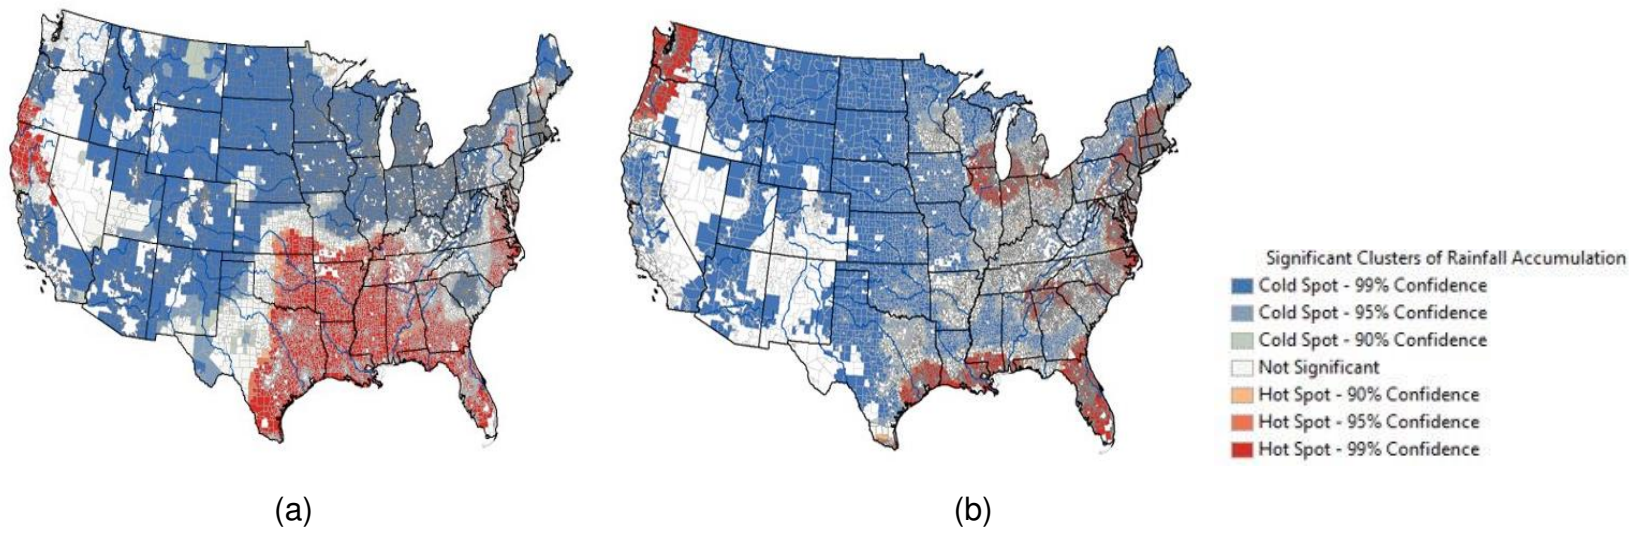 Significant Clusters of Rainfall Accumulation
Cold Spot - 99% Confidence
Cold Spot - 95% Confidence
Cold Spot - 90% Confidence
Not Significant
Hot Spot - 90% Confidence
Hot Spot - 95% Confidence
Hot Spot - 99% Confidence
(a)
(b)